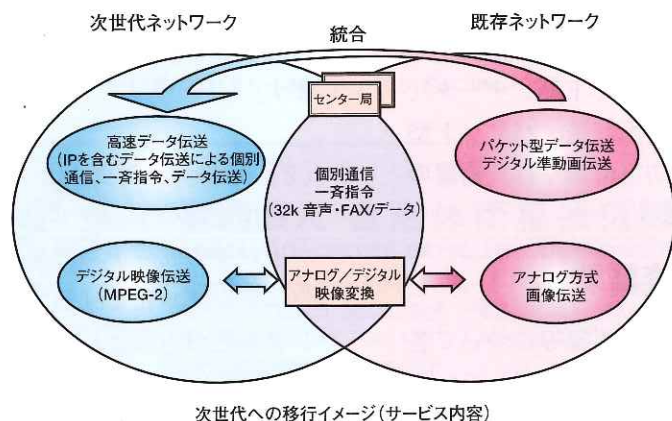 次世代ネットワーク
既存ネットワーク
統合
センター局
高速データ伝送
(IPを含むデータ伝送による個別
通信、一斉指令、データ伝送)
個別通信
一斉指令
(32k 音声・FAX/データ)
パケット型データ伝送
デジタル準動画伝送
デジタル映像伝送
(MPEG-2)
アナログ/デジタル
映像変換
アナログ方式
画像伝送
次世代への移行イメージ(サービス内容)